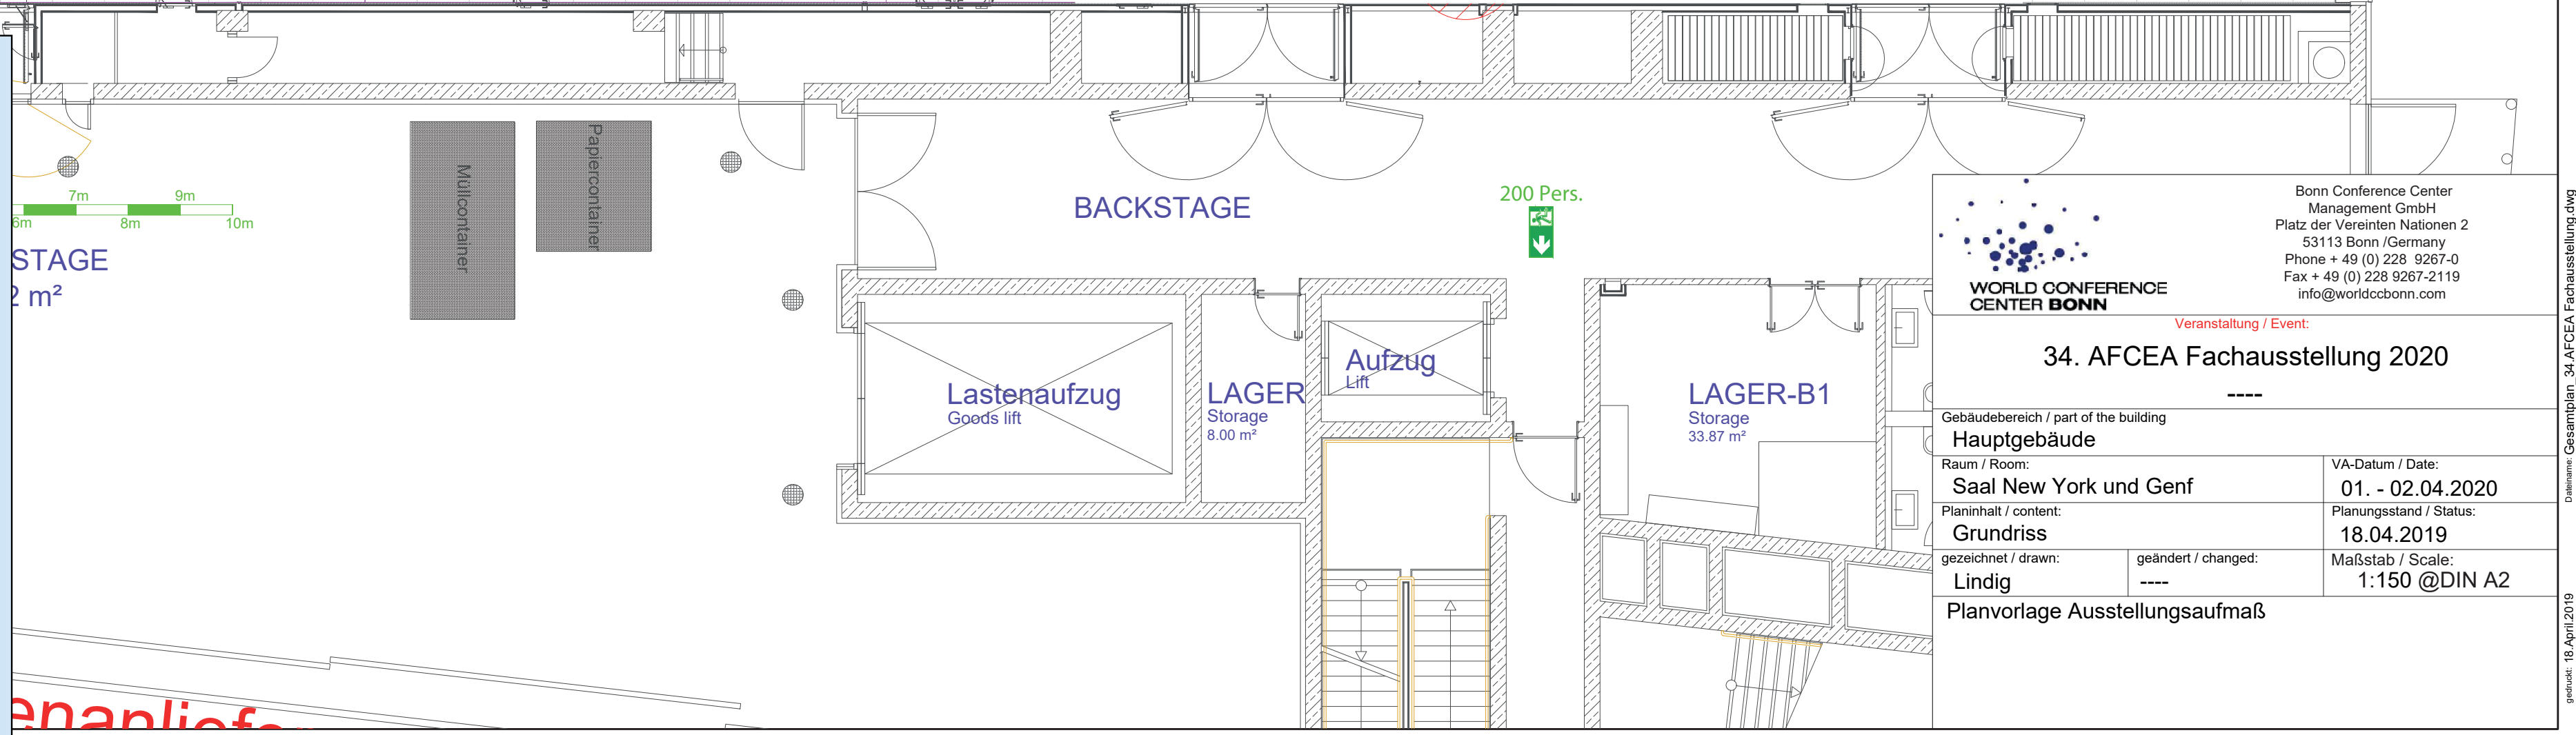 7m
9m
6m
8m
10m
STAGE
2 m²
Müllcontainer
Papiercontainer
BACKSTAGE
200 Pers.
Lastenaufzug
Goods lift
LAGER
Storage
8.00 m²
Aufzug
Lift
LAGER-B1
Storage
33.87 m²
WORLD CONFERENCE
CENTER BONN
Bonn Conference Center
Management GmbH
Platz der Vereinten Nationen 2
53113 Bonn /Germany
Phone + 49 (0) 228 9267-0
Fax + 49 (0) 228 9267-2119
info@worldccbonn.com
Veranstaltung / Event:
34. AFCEA Fachausstellung 2020
----
Gebäudebereich / part of the building
Hauptgebäude
Raum / Room:
Saal New York und Genf
VA-Datum / Date:
01. - 02.04.2020
Planinhalt / content:
Grundriss
Planungsstand / Status:
18.04.2019
gezeichnet / drawn:
Lindig
geändert / changed:
----
Maßstab / Scale:
1:150 @DIN A2
Planvorlage Ausstellungsaufmaß
Dateiname: Gesamtplan_34.AFCEA Fachausstellung.dwg
gedruckt: 18.April.2019